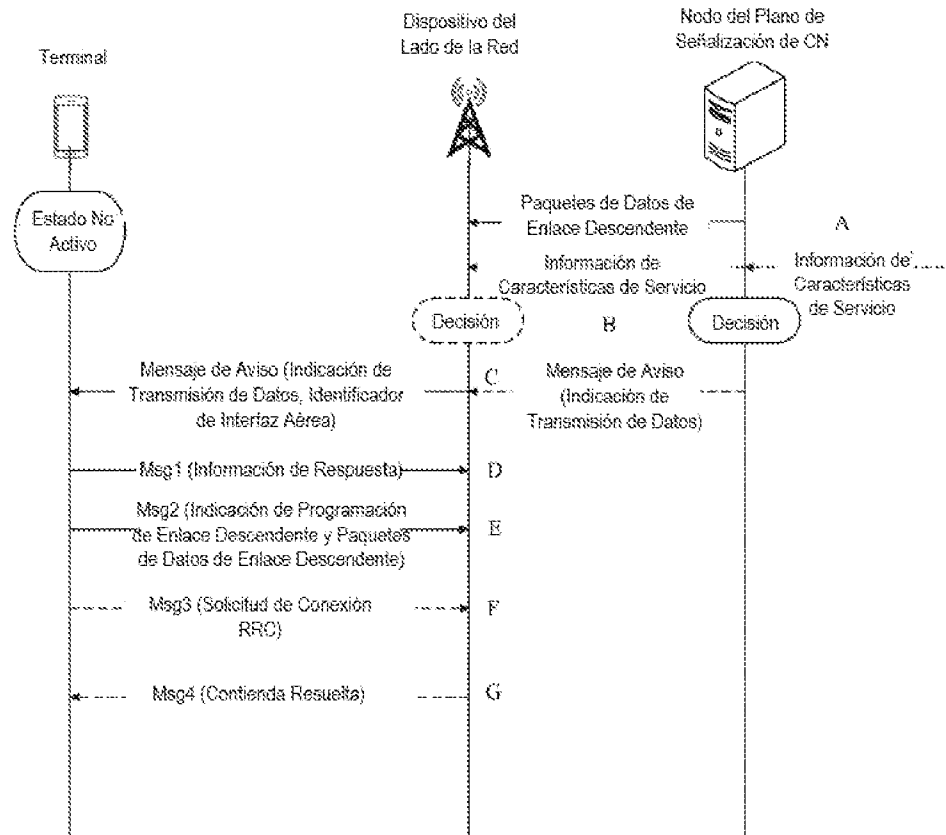 Terminal
Dispositivo del
Lado de la Red
Nodo del Plano de
Señalización de CN
Estado No
Activo
Paquetes de Datos de
Enlace Descendente
A
Información de
Características de Servicio
Información de
Características
de Servicio
Decisión
B
Decisión
Mensaje de Aviso (Indicación de
Transmisión de Datos, Identificador
de Interfaz Aérea)
C
Mensaje de Aviso
(Indicación de
Transmisión de Datos)
Msg1 (Información de Respuesta)
D
Msg2 (Indicación de Programación
de Enlace Descendente y Paquetes
de Datos de Enlace Descendente)
E
Msg3 (Solicitud de Conexión
RRC)
F
Msg4 (Contienda Resuelta)
G